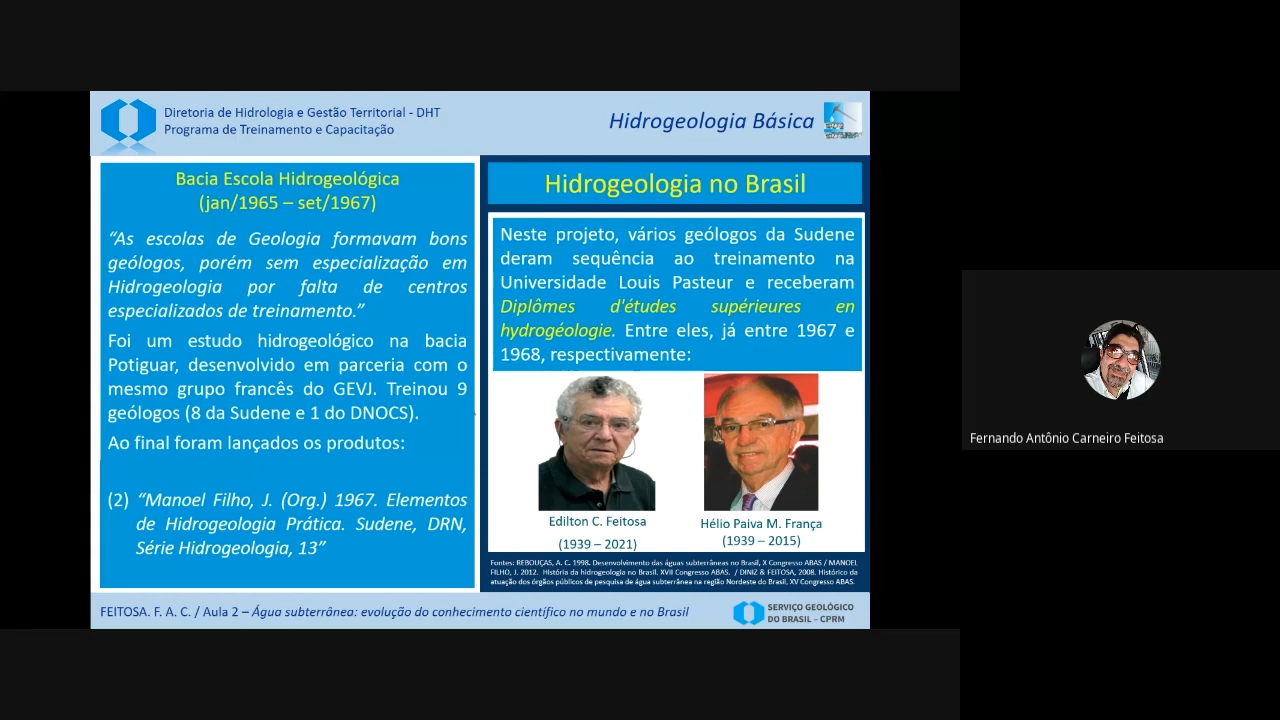 Diretoria de Hidrologia e Gestão Territorial - DHT
Programa de Treinamento e Capacitação
Hidrogeologia Básica
Bacia Escola Hidrogeológica
(jan/1965 – set/1967)
“As escolas de Geologia formavam bons
geólogos, porém sem especialização em
Hidrogeologia por falta de centros
especializados de treinamento.”
Foi um estudo hidrogeológico na bacia
Potiguar, desenvolvido em parceria com o
mesmo grupo francês do GEVJ. Treinou 9
geólogos (8 da Sudene e 1 do DNOCS).
Ao final foram lançados os produtos:
(2) “Manoel Filho, J. (Org.) 1967. Elementos
de Hidrogeologia Prática. Sudene, DRN,
Série Hidrogeologia, 13”
Hidrogeologia no Brasil
Neste projeto, vários geólogos da Sudene
deram sequência ao treinamento na
Universidade Louis Pasteur e receberam
Diplômes d'études supérieures en
hydrogéologie. Entre eles, já entre 1967 e
1968, respectivamente:
Edilton C. Feitosa
(1939 – 2021)
Hélio Paiva M. França
(1939 – 2015)
Fontes: REBOUÇAS, A. C. 1998. Desenvolvimento das águas subterrâneas no Brasil, X Congresso ABAS / MANOEL
FILHO, J. 2012. História da hidrogeologia no Brasil. XVII Congresso ABAS. / DINIZ & FEITOSA, 2008. Histórico da
atuação dos órgãos públicos de pesquisa de água subterrânea na região Nordeste do Brasil, XV Congresso ABAS.
FEITOSA. F. A. C. / Aula 2 – Água subterrânea: evolução do conhecimento científico no mundo e no Brasil
SERVIÇO GEOLÓGICO
DO BRASIL – CPRM
Fernando Antônio Carneiro Feitosa